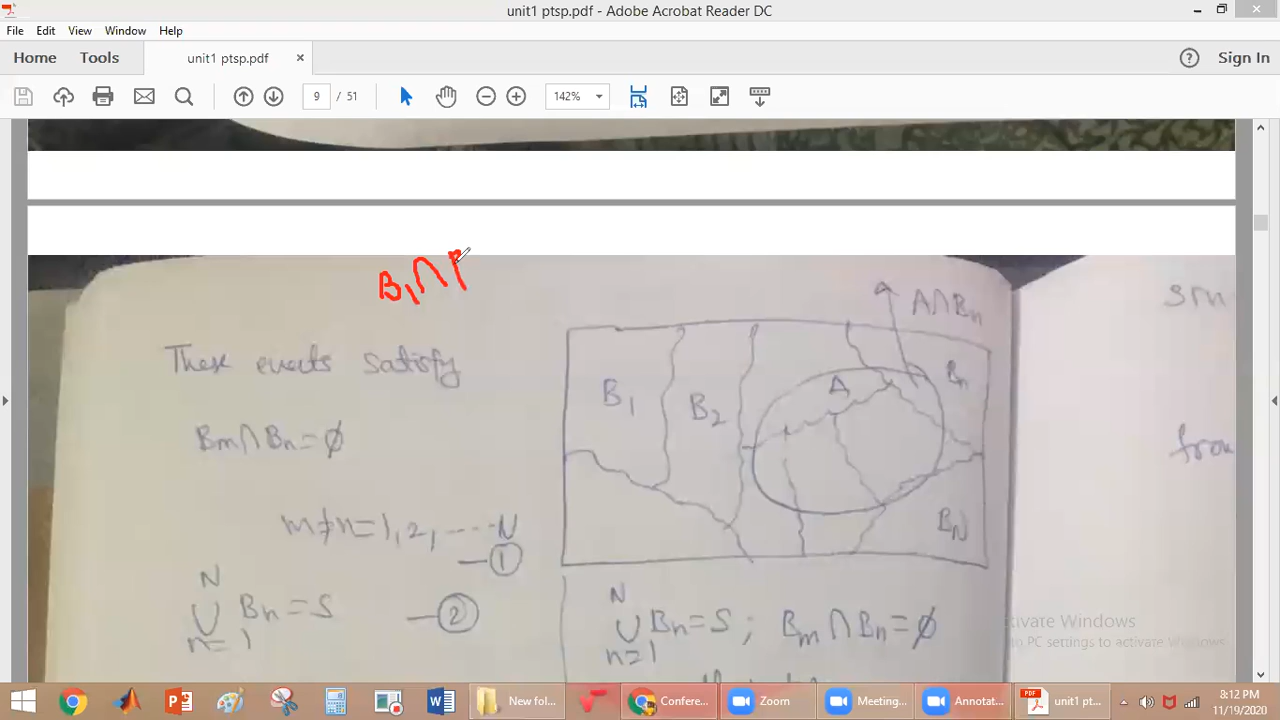 unit1 ptsp.pdf - Adobe Acrobat Reader DC
File Edit View Window Help
Home Tools unit1 ptsp.pdf × Sign In
9 / 51 142%
B₁∩
A∩Bn
These events satisfy
B₁ B₂ A Bn
Bm∩Bn=∅
m≠n=1,2,....N
—①
BN
N
∪ Bn=S —②
n=1
N
∪ Bn=S; Bm∩Bn=∅
n=1
from
Activate Windows
to PC settings to activate Windows.
New fol... Confere... Zoom Meeting... Annotat... unit1 pt...
8:12 PM
11/19/2020